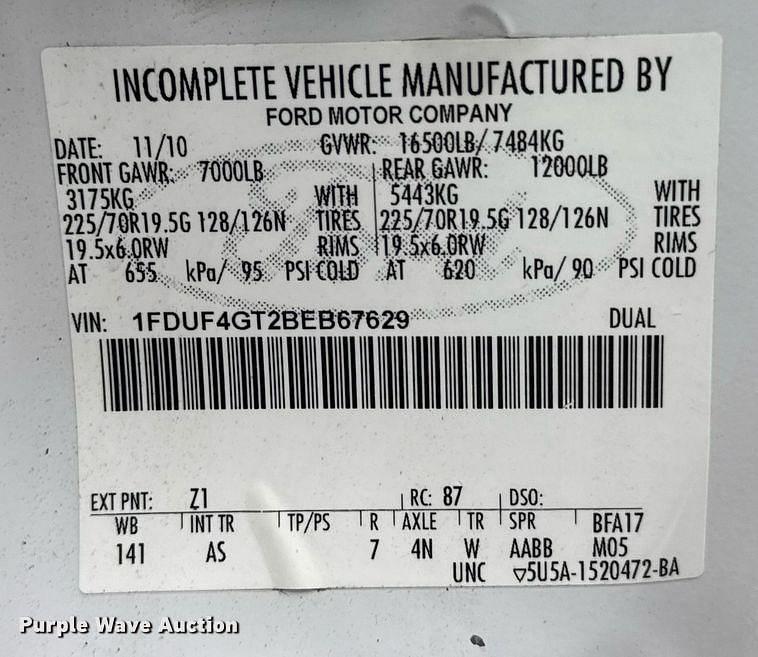 INCOMPLETE VEHICLE MANUFACTURED BY
FORD MOTOR COMPANY
DATE: 11/10 GVWR: 16500LB/ 7484KG
FRONT GAWR: 7000LB REAR GAWR: 12000LB
3175KG WITH 5443KG WITH
225/70R19.5G 128/126N TIRES 225/70R19.5G 128/126N TIRES
19.5x6.0RW RIMS 19.5x6.0RW RIMS
AT 655 kPa/ 95 PSI COLD AT 620 kPa/ 90 PSI COLD
VIN: 1FDUF4GT2BEB67629 DUAL
EXT PNT: Z1 RC: 87 DSO:
WB INT TR TP/PS R AXLE TR SPR BFA17
141 AS 7 4N W AABB M05
UNC ▽5U5A-1520472-BA
Purple Wave Auction